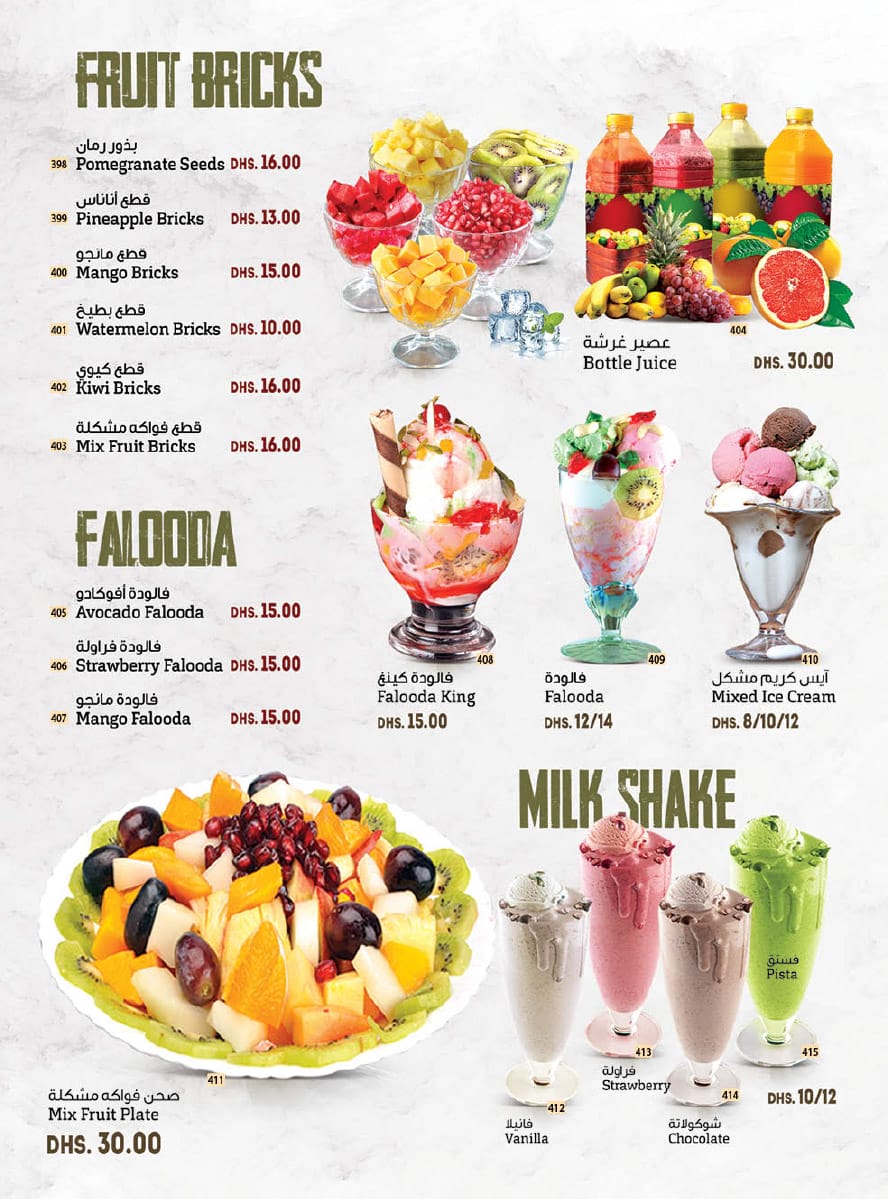 FRUIT BRICKS
بذور رمان
398 Pomegranate Seeds DHS. 16.00
قطع أناناس
399 Pineapple Bricks DHS. 13.00
قطع مانجو
400 Mango Bricks DHS. 15.00
قطع بطيخ
401 Watermelon Bricks DHS. 10.00
قطع كيوي
402 Kiwi Bricks DHS. 16.00
قطع فواكه مشكلة
403 Mix Fruit Bricks DHS. 16.00
404
عصير غرشة
Bottle Juice DHS. 30.00
FALOODA
فالودة أفوكادو
405 Avocado Falooda DHS. 15.00
فالودة فراولة
406 Strawberry Falooda DHS. 15.00
فالودة مانجو
407 Mango Falooda DHS. 15.00
408
فالودة كينغ
Falooda King
DHS. 15.00
409
فالودة
Falooda
DHS. 12/14
410
آيس كريم مشكل
Mixed Ice Cream
DHS. 8/10/12
411
صحن فواكه مشكلة
Mix Fruit Plate
DHS. 30.00
MILK SHAKE
412
فانيلا
Vanilla
413
فراولة
Strawberry
414
شوكولاتة
Chocolate
فستق
Pista
415
DHS. 10/12